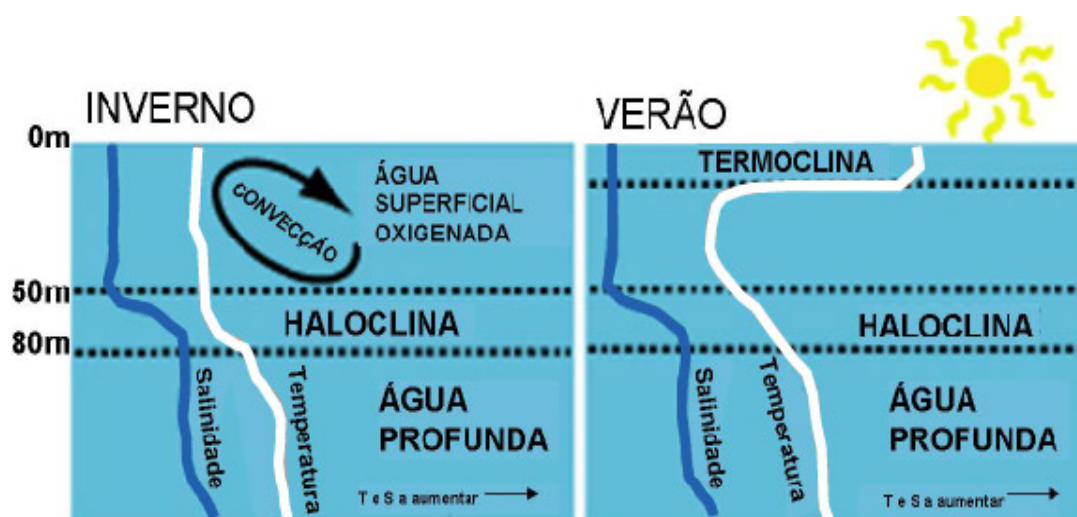 INVERNO
0m
50m
80m
CONVECÇÃO
ÁGUA
SUPERFICIAL
OXIGENADA
HALOCLINA
Salinidade
Temperatura
ÁGUA
PROFUNDA
T e S a aumentar
VERÃO
TERMOCLINA
HALOCLINA
Salinidade
Temperatura
ÁGUA
PROFUNDA
T e S a aumentar